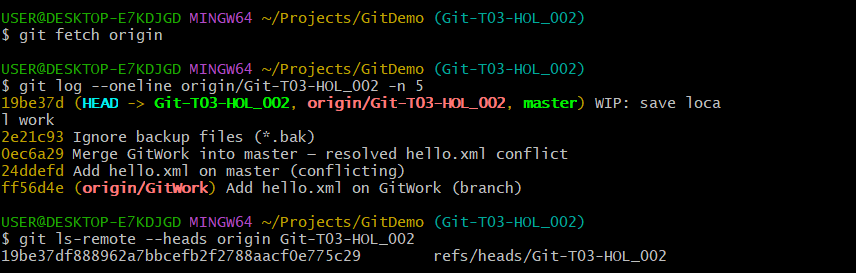 USER@DESKTOP-E7KDJGD MINGW64 ~/Projects/GitDemo (Git-T03-HOL_002)
$ git fetch origin
USER@DESKTOP-E7KDJGD MINGW64 ~/Projects/GitDemo (Git-T03-HOL_002)
$ git log --oneline origin/Git-T03-HOL_002 -n 5
19be37d (HEAD -> Git-T03-HOL_002, origin/Git-T03-HOL_002, master) WIP: save loca
l work
2e21c93 Ignore backup files (*.bak)
0ec6a29 Merge GitWork into master – resolved hello.xml conflict
24ddefd Add hello.xml on master (conflicting)
ff56d4e (origin/GitWork) Add hello.xml on GitWork (branch)
USER@DESKTOP-E7KDJGD MINGW64 ~/Projects/GitDemo (Git-T03-HOL_002)
$ git ls-remote --heads origin Git-T03-HOL_002
19be37df888962a7bbcefb2f2788aacf0e775c29        refs/heads/Git-T03-HOL_002